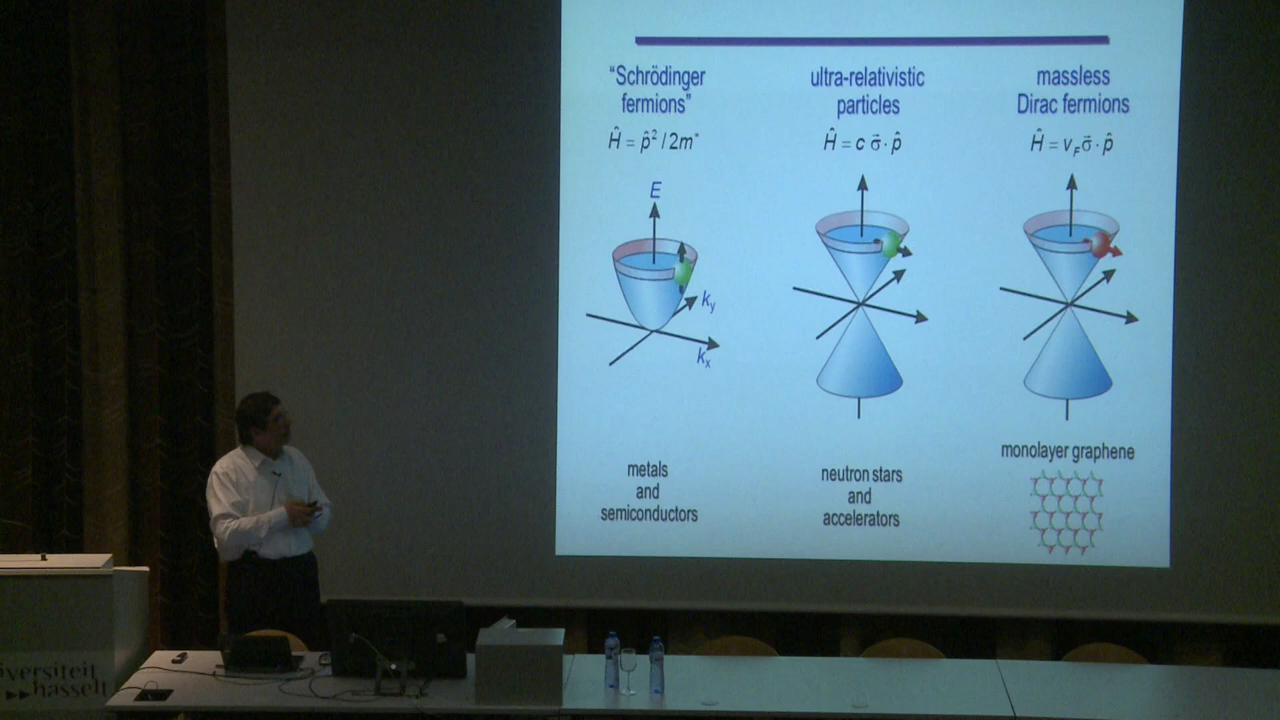 "Schrödinger
fermions"
Ĥ = p̂² / 2m*
E
k_y
k_x
metals
and
semiconductors
ultra-relativistic
particles
Ĥ = c σ⃗ · p̂
neutron stars
and
accelerators
massless
Dirac fermions
Ĥ = v_F σ⃗ · p̂
monolayer graphene
iversiteit
▸▸hasselt